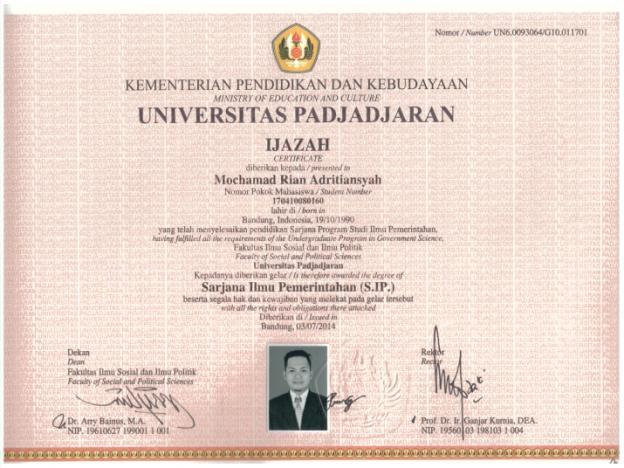 Nomor / Number UN6.0093064/G10.011701
KEMENTERIAN PENDIDIKAN DAN KEBUDAYAAN
MINISTRY OF EDUCATION AND CULTURE
UNIVERSITAS PADJADJARAN
IJAZAH
CERTIFICATE
diberikan kepada / presented to
Mochamad Rian Adritiansyah
Nomor Pokok Mahasiswa / Student Number
170410080160
lahir di / born in
Bandung, Indonesia, 19/10/1990
yang telah menyelesaikan pendidikan Sarjana Program Studi Ilmu Pemerintahan,
having fulfilled all the requirements of the Undergraduate Program in Government Science,
Fakultas Ilmu Sosial dan Ilmu Politik
Faculty of Social and Political Sciences
Universitas Padjadjaran
Kepadanya diberikan gelar / Is therefore awarded the degree of
Sarjana Ilmu Pemerintahan (S.IP.)
beserta segala hak dan kewajiban yang melekat pada gelar tersebut
with all the rights and obligations there attached
Diberikan di / Issued in
Bandung, 03/07/2014
Dekan
Dean
Fakultas Ilmu Sosial dan Ilmu Politik
Faculty of Social and Political Sciences
Dr. Arry Bainus, M.A.
NIP. 19610627 199001 1 001
Rektor
Rector
Prof. Dr. Ir. Ganjar Kurnia, DEA.
NIP. 19560 03 198103 1 004